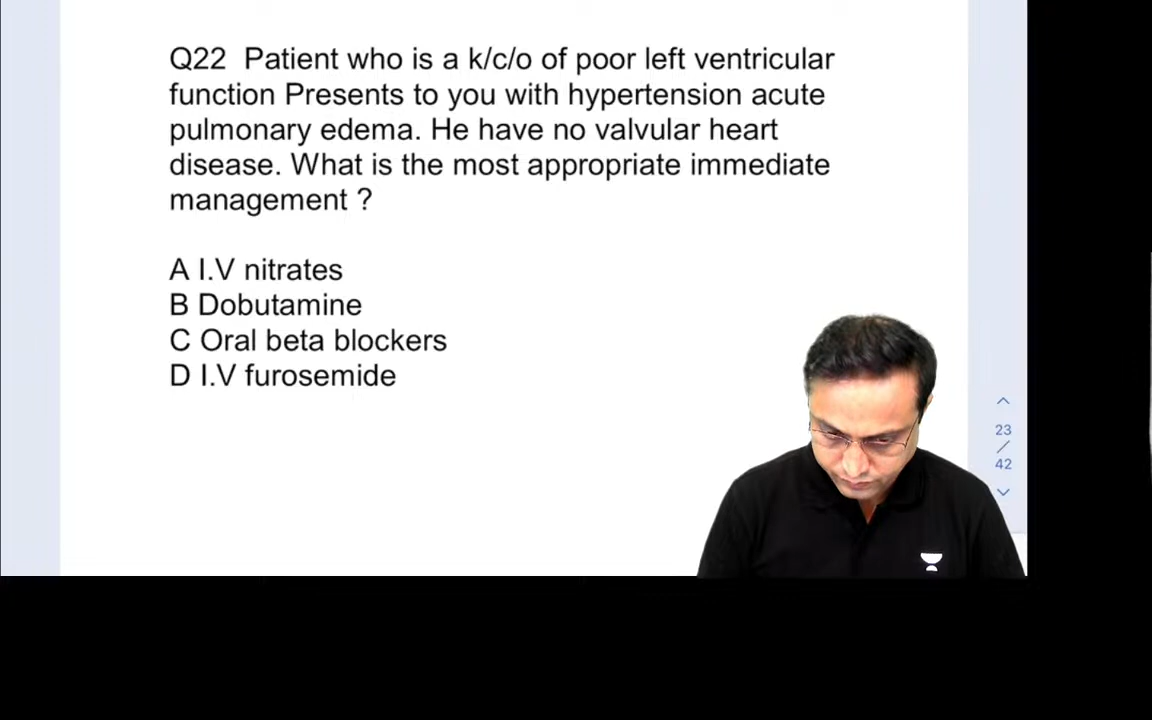 Q22 Patient who is a k/c/o of poor left ventricular
function Presents to you with hypertension acute
pulmonary edema. He have no valvular heart
disease. What is the most appropriate immediate
management ?
A I.V nitrates
B Dobutamine
C Oral beta blockers
D I.V furosemide
23
/
42